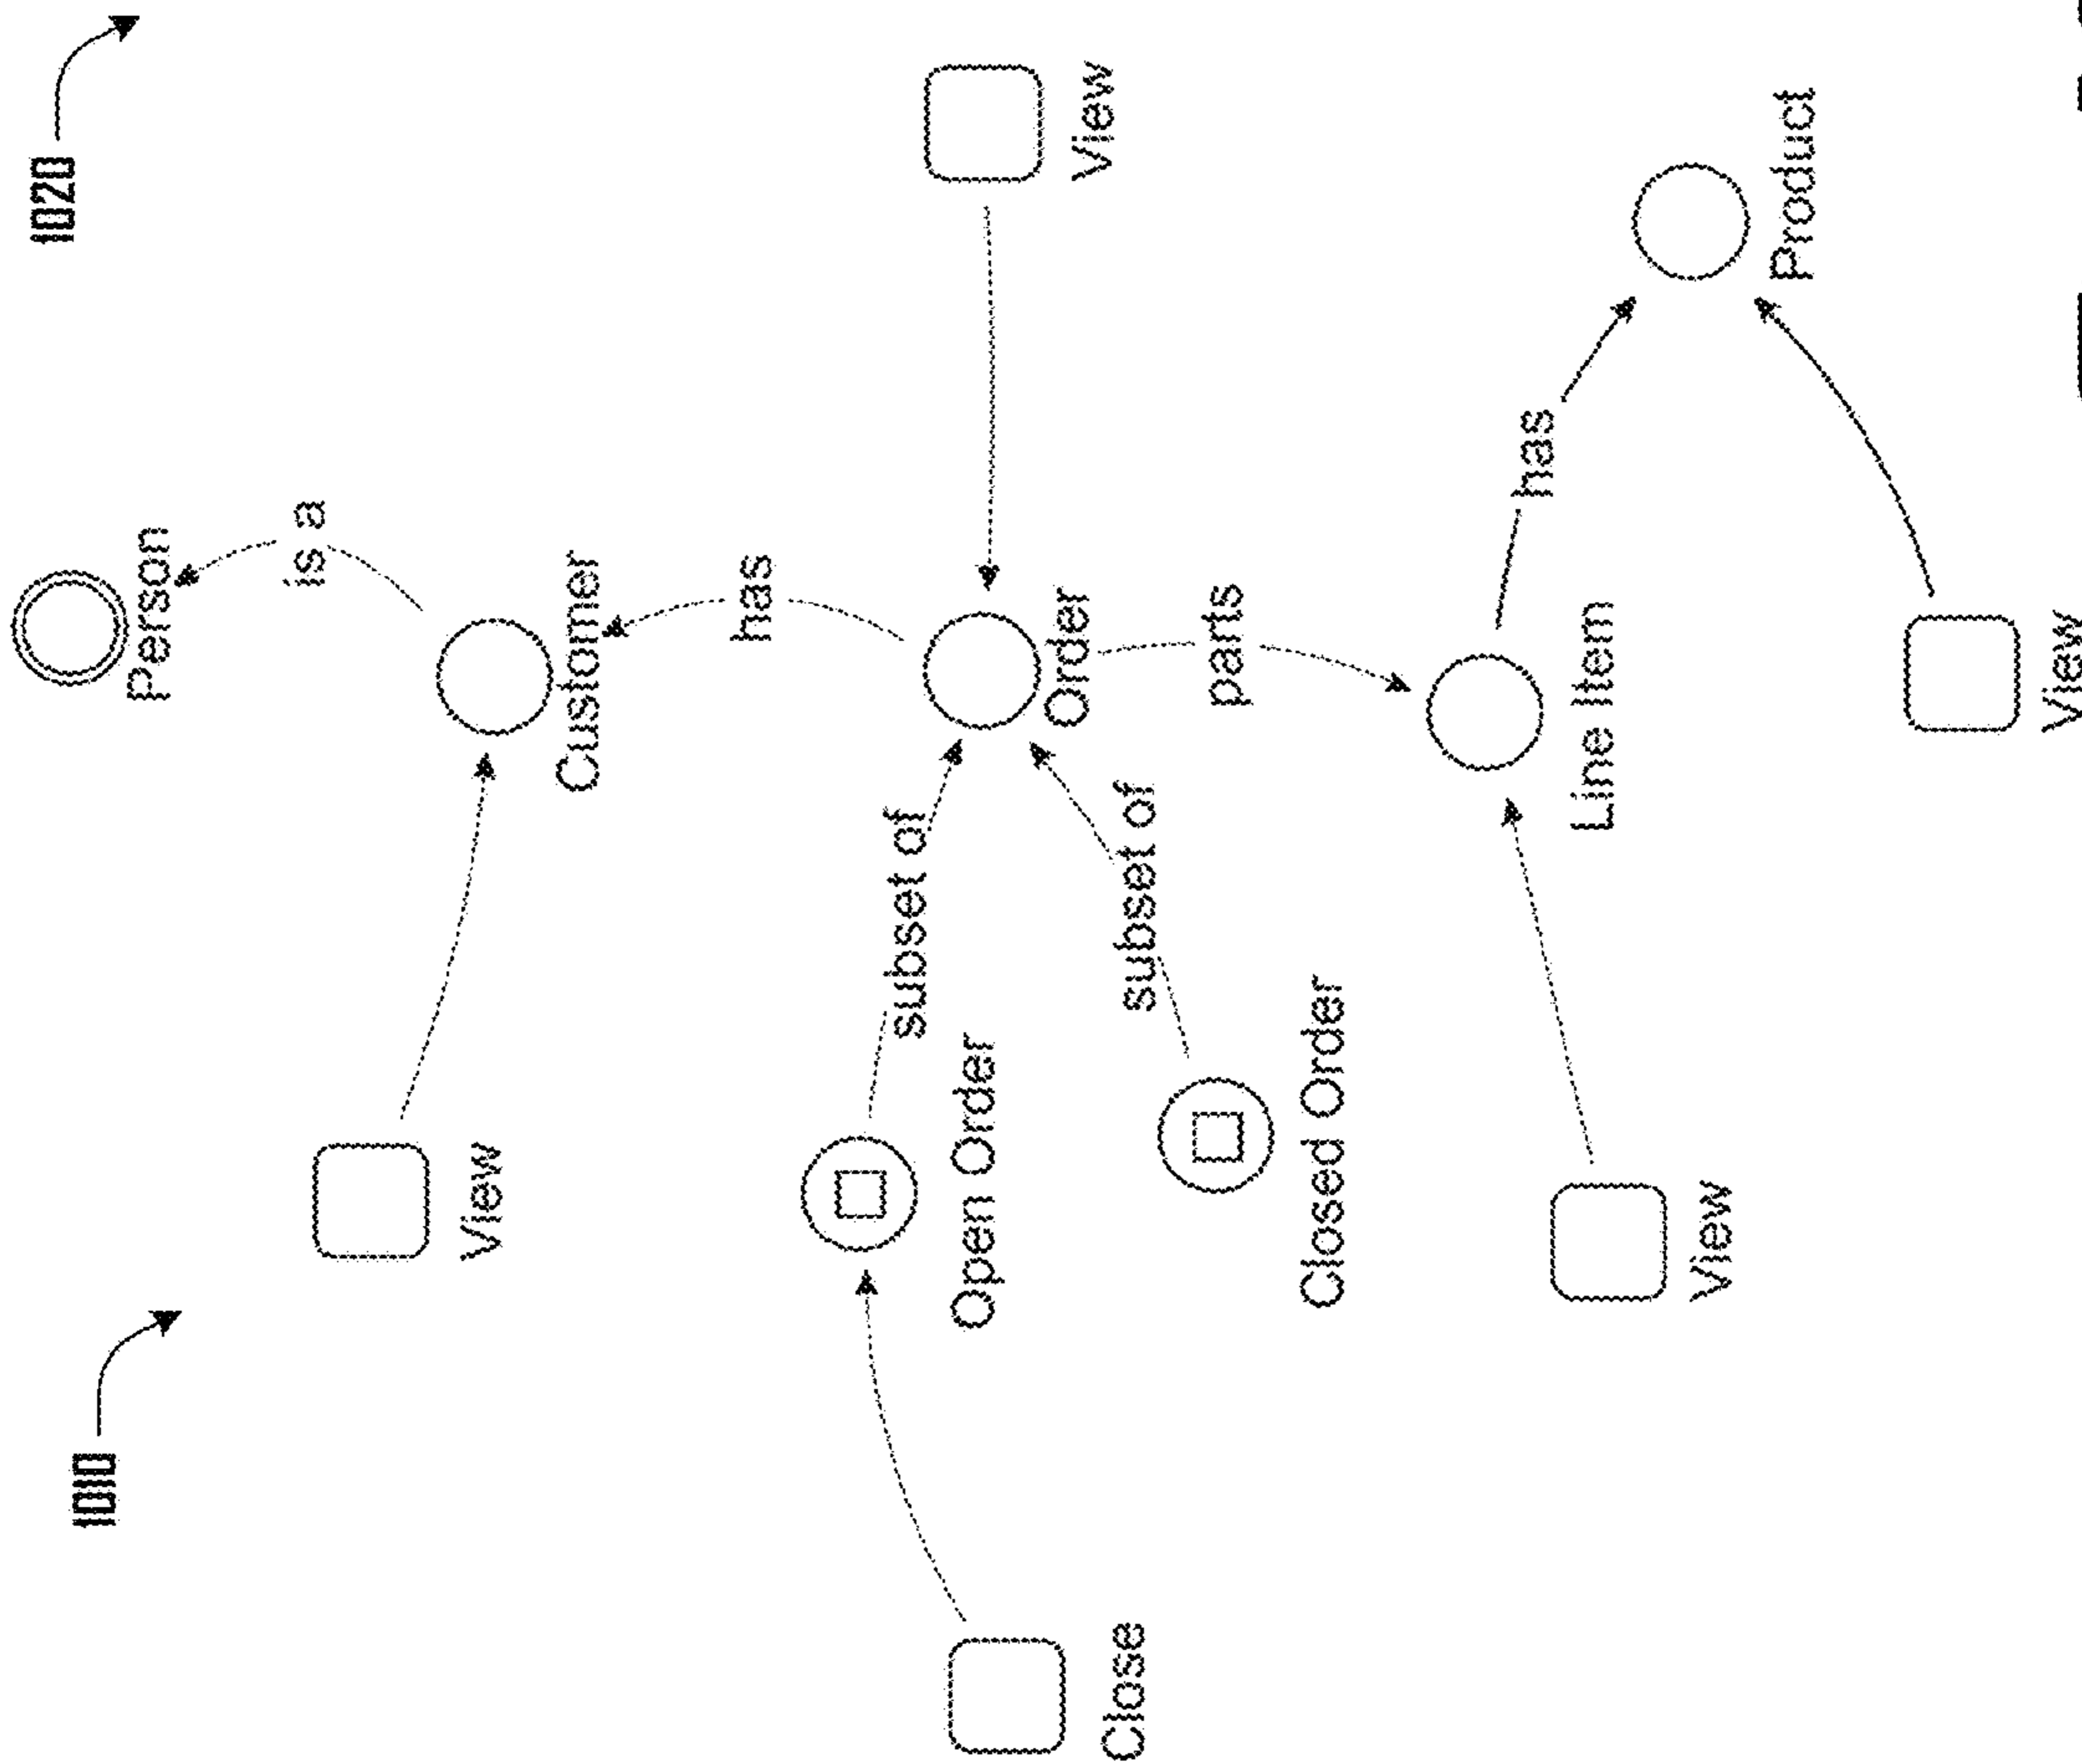 1020
1010
Person
is a
View
Customer
has
subset of
Open Order
Order
View
Close
subset of
parts
Closed Order
has
Line Item
View
Product
View